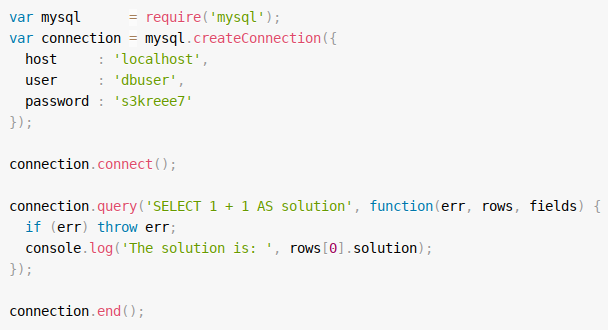 var mysql      = require('mysql');
var connection = mysql.createConnection({
  host     : 'localhost',
  user     : 'dbuser',
  password : 's3kreee7'
});

connection.connect();

connection.query('SELECT 1 + 1 AS solution', function(err, rows, fields) {
  if (err) throw err;
  console.log('The solution is: ', rows[0].solution);
});

connection.end();